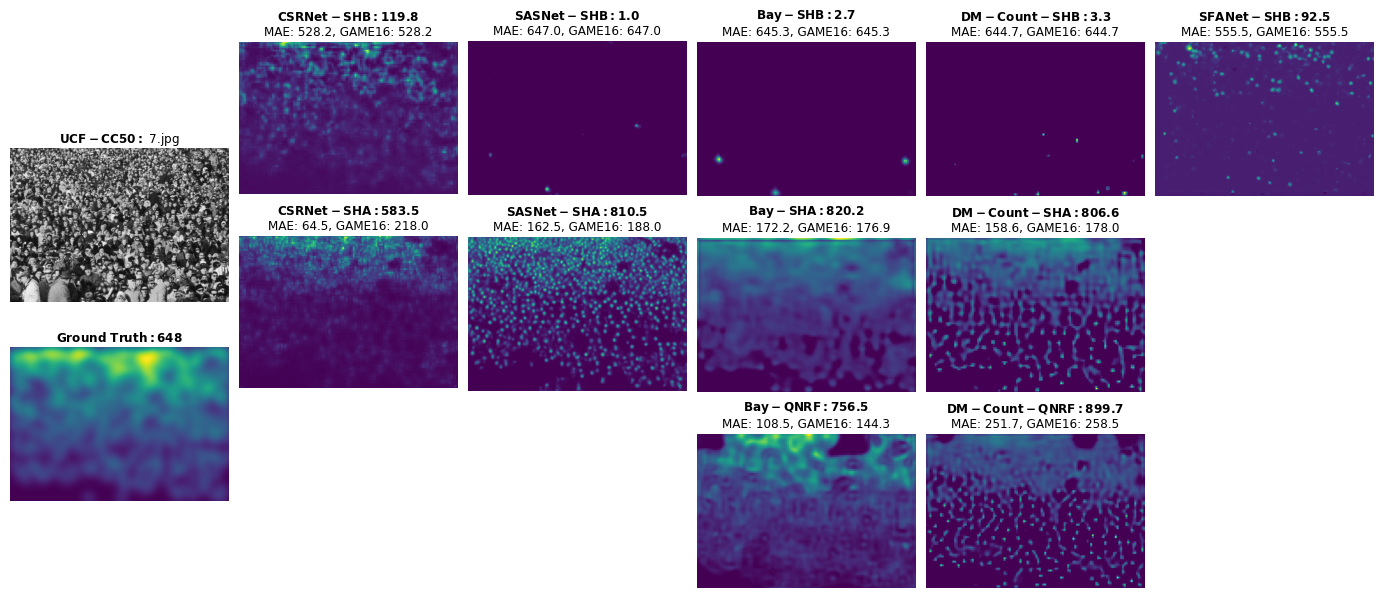 UCF−CC50: 7.jpg
Ground Truth:648
CSRNet−SHB:119.8
MAE: 528.2, GAME16: 528.2
SASNet−SHB:1.0
MAE: 647.0, GAME16: 647.0
Bay−SHB:2.7
MAE: 645.3, GAME16: 645.3
DM−Count−SHB:3.3
MAE: 644.7, GAME16: 644.7
SFANet−SHB:92.5
MAE: 555.5, GAME16: 555.5
CSRNet−SHA:583.5
MAE: 64.5, GAME16: 218.0
SASNet−SHA:810.5
MAE: 162.5, GAME16: 188.0
Bay−SHA:820.2
MAE: 172.2, GAME16: 176.9
DM−Count−SHA:806.6
MAE: 158.6, GAME16: 178.0
Bay−QNRF:756.5
MAE: 108.5, GAME16: 144.3
DM−Count−QNRF:899.7
MAE: 251.7, GAME16: 258.5